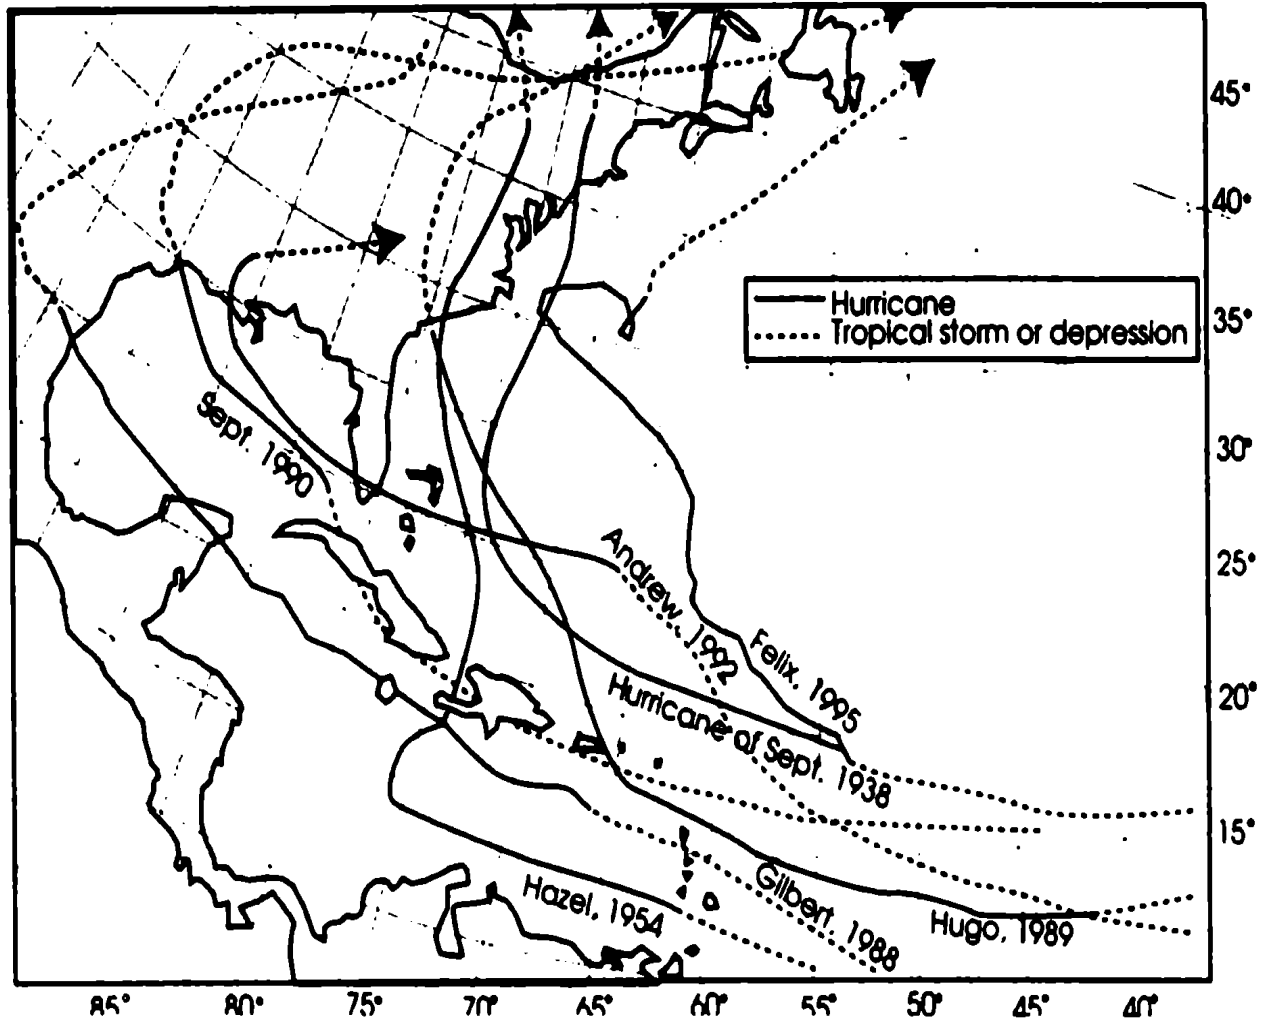 45°
40°
Hurricane
Tropical storm or depression
35°
Sept. 1990
30°
Andrew, 1992
25°
Felix, 1995
20°
Hurricane of Sept. 1938
15°
Hazel, 1954
Gilbert, 1988
Hugo, 1989
85° 80° 75° 70° 65° 60° 55° 50° 45° 40°